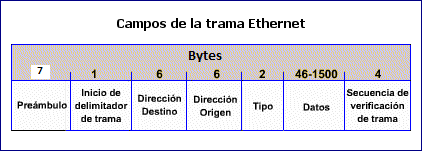 Campos de la trama Ethernet
Bytes
7 1 6 6 2 46-1500 4
Preámbulo
Inicio de
delimitador
de trama
Dirección
Destino
Dirección
Origen
Tipo
Datos
Secuencia de
verificación
de trama